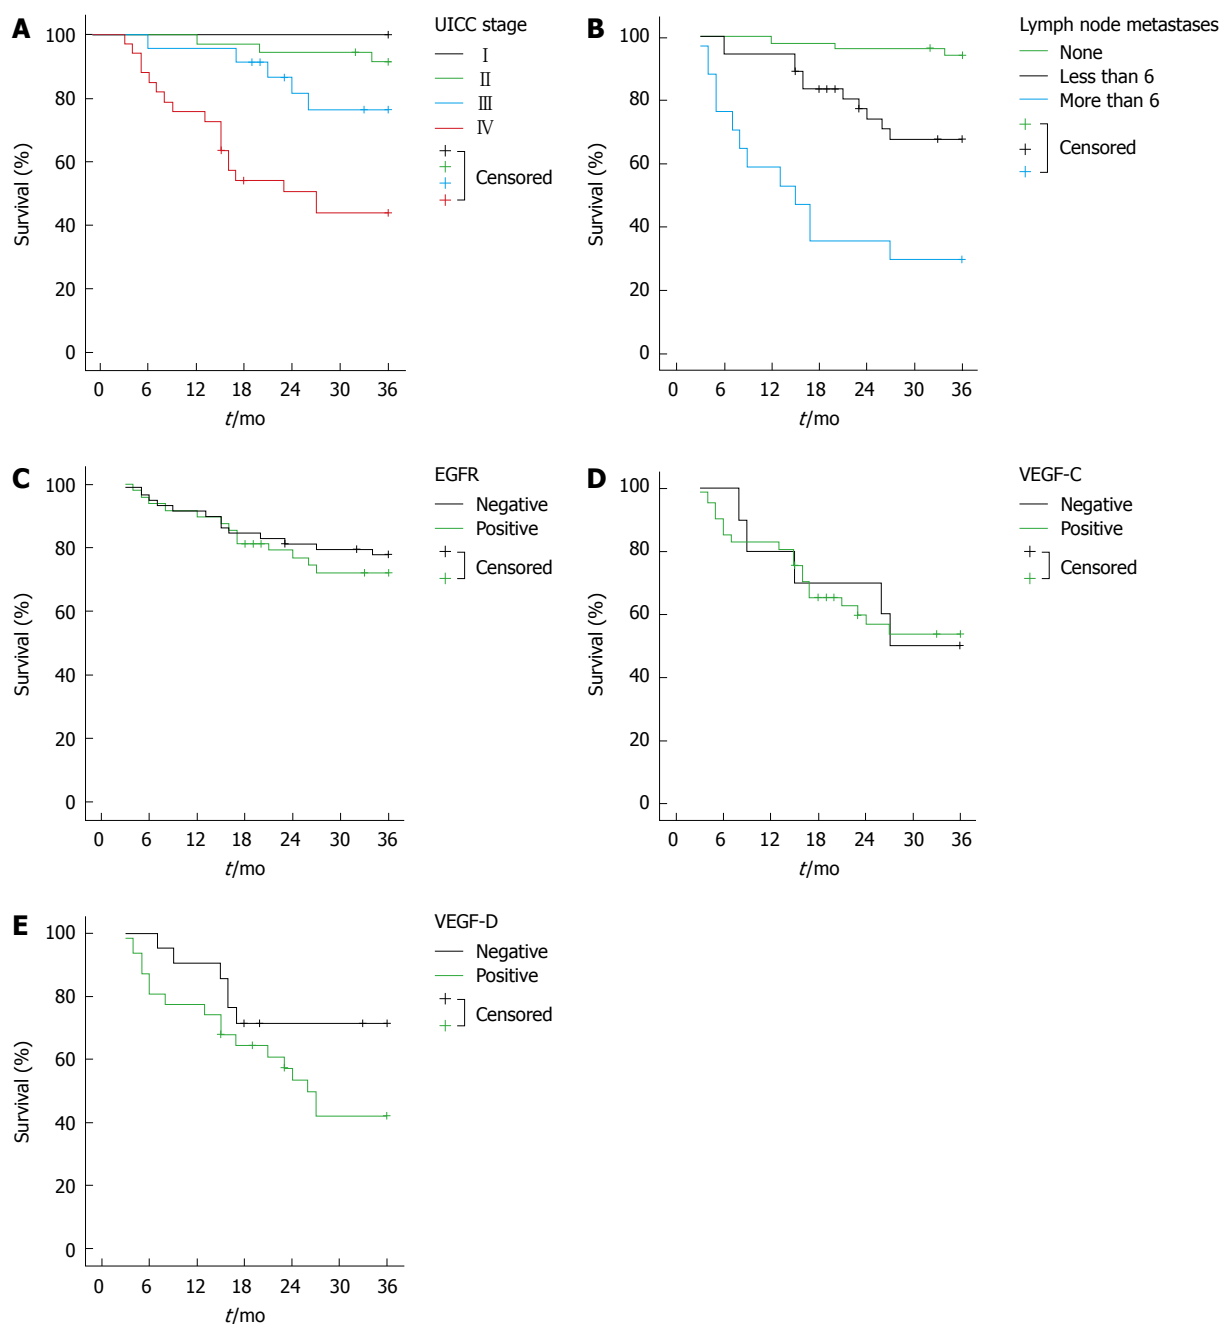 A
UICC stage
I
II
III
IV
Censored
Survival (%)
100
80
60
40
20
0
0 6 12 18 24 30 36
t/mo
B
Lymph node metastases
None
Less than 6
More than 6
Censored
Survival (%)
100
80
60
40
20
0
0 6 12 18 24 30 36
t/mo
C
EGFR
Negative
Positive
Censored
Survival (%)
100
80
60
40
20
0
0 6 12 18 24 30 36
t/mo
D
VEGF-C
Negative
Positive
Censored
Survival (%)
100
80
60
40
20
0
0 6 12 18 24 30 36
t/mo
E
VEGF-D
Negative
Positive
Censored
Survival (%)
100
80
60
40
20
0
0 6 12 18 24 30 36
t/mo